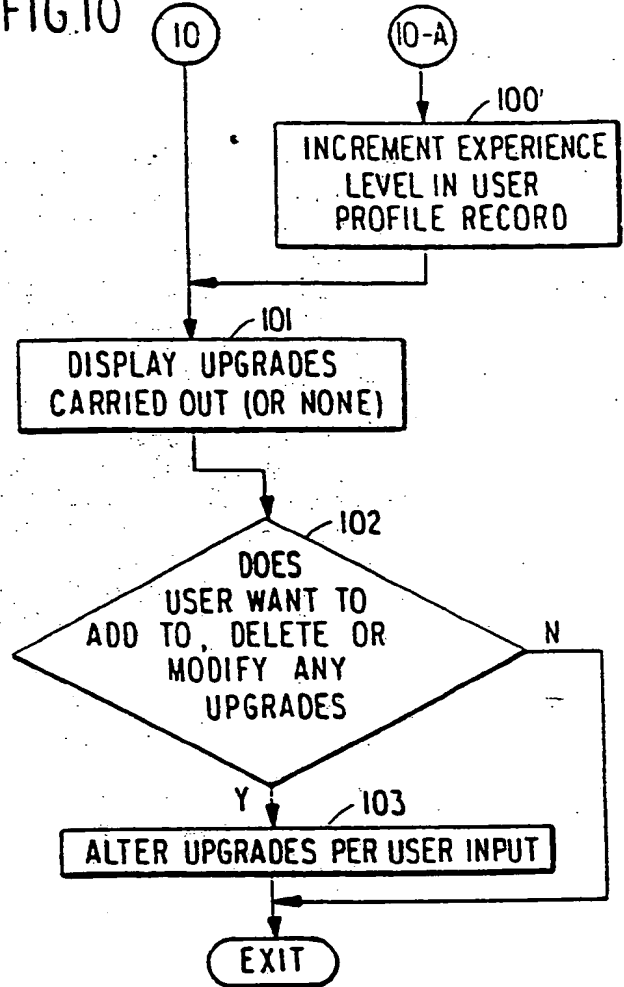 FIG.10
10
10-A
100'
INCREMENT EXPERIENCE
LEVEL IN USER
PROFILE RECORD
101
DISPLAY UPGRADES
CARRIED OUT (OR NONE)
102
DOES
USER WANT TO
ADD TO, DELETE OR
MODIFY ANY
UPGRADES
N
Y
103
ALTER UPGRADES PER USER INPUT
EXIT